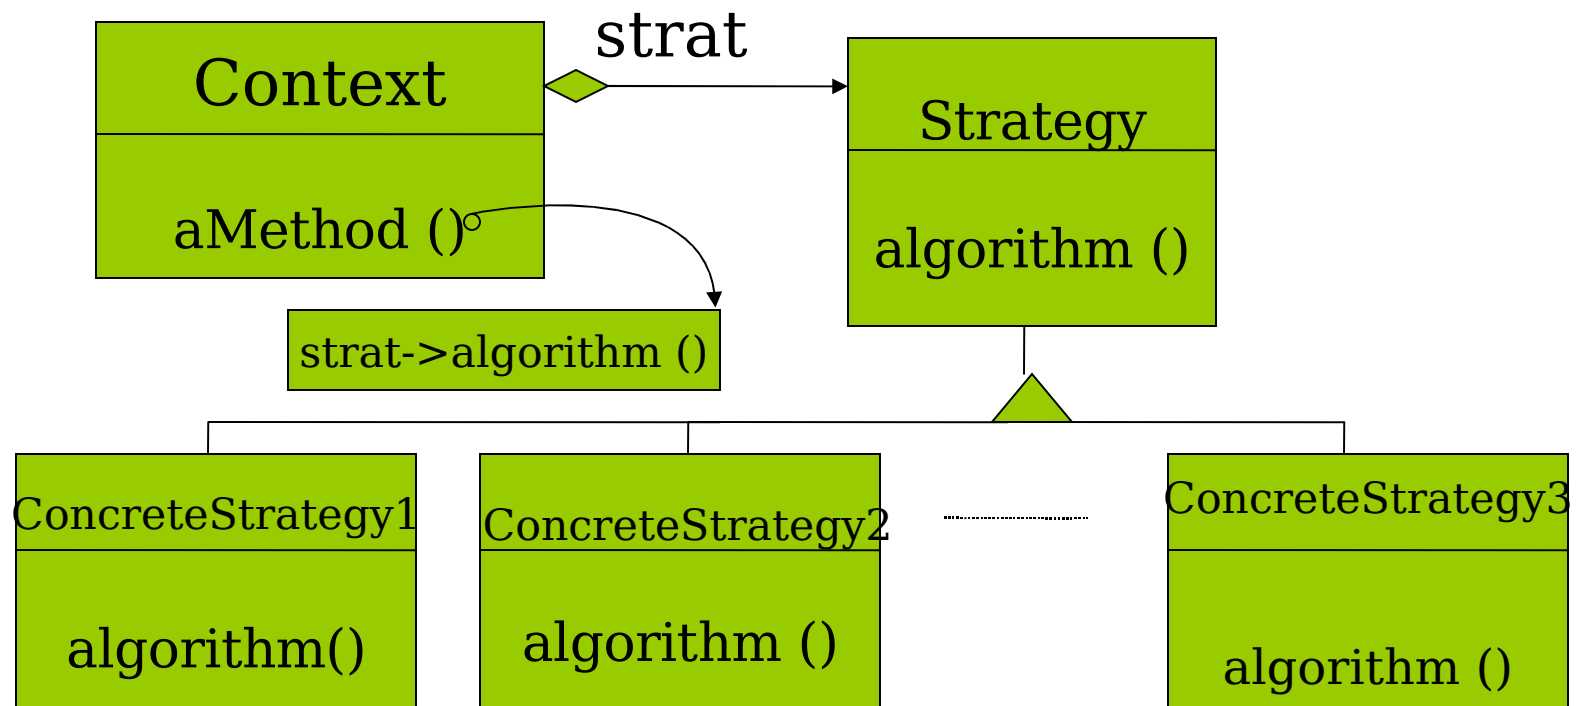 strat
Context
Strategy
aMethod ()
algorithm ()
strat->algorithm ()
ConcreteStrategy1
ConcreteStrategy2
ConcreteStrategy3
algorithm()
algorithm ()
algorithm ()